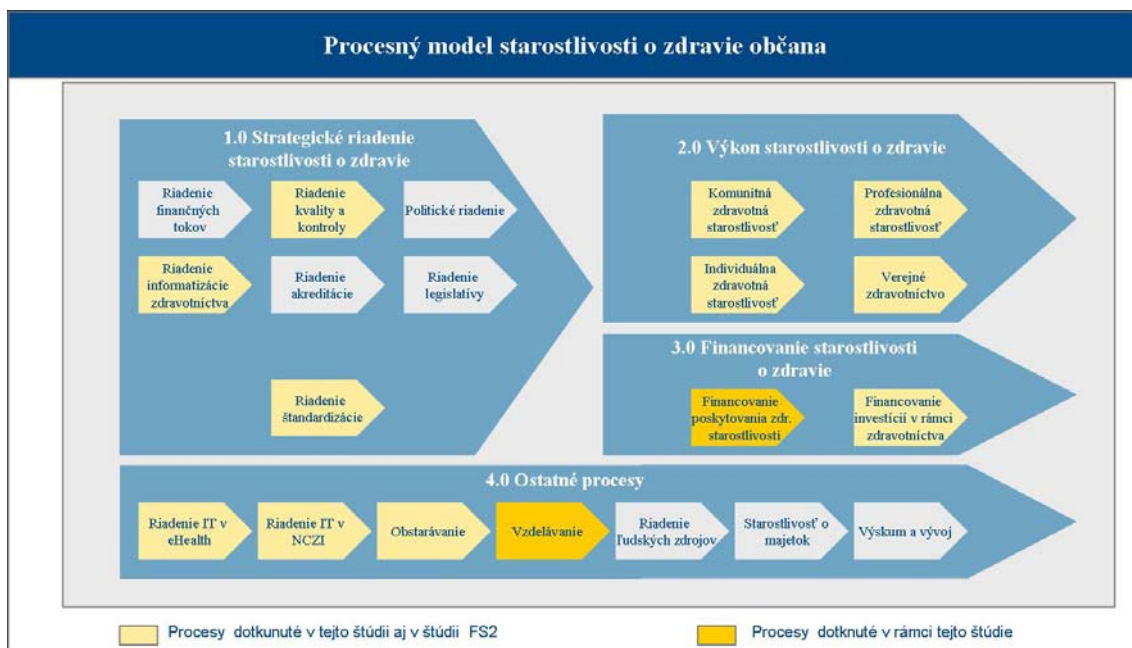 Procesný model starostlivosti o zdravie občana
1.0 Strategické riadenie
starostlivosti o zdravie
Riadenie
finančných
tokov
Riadenie
kvality a
kontroly
Politické riadenie
Riadenie
informatizácie
zdravotníctva
Riadenie
akreditácie
Riadenie
legislatívy
Riadenie
štandardizácie
2.0 Výkon starostlivosti o zdravie
Komunitná
zdravotná
starostlivosť
Profesionálna
zdravotná
starostlivosť
Individuálna
zdravotná
starostlivosť
Verejné
zdravotníctvo
3.0 Financovanie starostlivosti
o zdravie
Financovanie
poskytovania zdr.
starostlivosti
Financovanie
investícií v rámci
zdravotníctva
4.0 Ostatné procesy
Riadenie IT v
eHealth
Riadenie IT v
NCZI
Obstarávanie
Vzdelávanie
Riadenie
ľudských zdrojov
Starostlivosť o
majetok
Výskum a vývoj
Procesy dotkunuté v tejto štúdii aj v štúdii FS2
Procesy dotknuté v rámci tejto štúdie